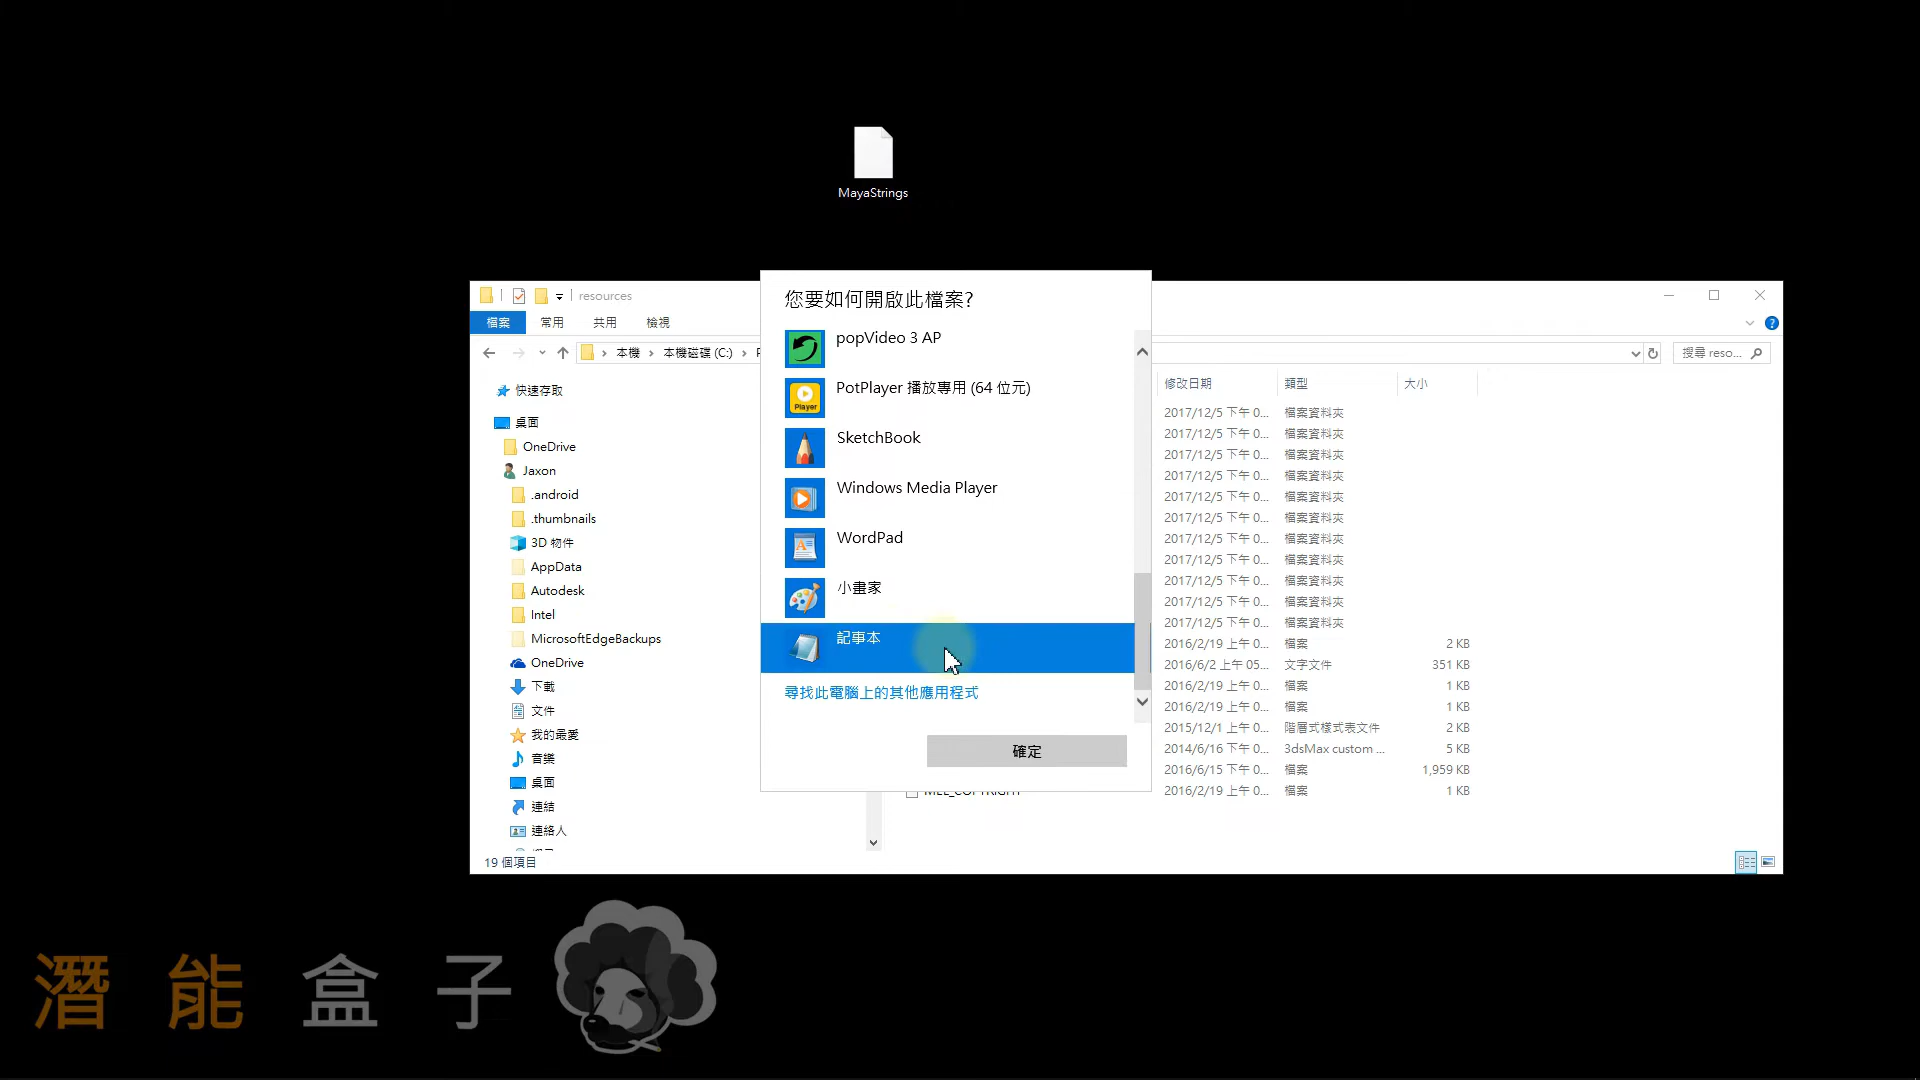 MayaStrings
resources
檔案 常用 共用 檢視
本機 本機磁碟 (C:)
搜尋 reso...
快速存取
桌面
OneDrive
Jaxon
.android
.thumbnails
3D 物件
AppData
Autodesk
Intel
MicrosoftEdgeBackups
OneDrive
下載
文件
我的最愛
音樂
桌面
連結
連絡人
19 個項目
您要如何開啟此檔案?
popVideo 3 AP
PotPlayer 播放專用 (64 位元)
Player
SketchBook
Windows Media Player
WordPad
小畫家
記事本
尋找此電腦上的其他應用程式
確定
MEL_COPYRIGHT
修改日期 類型 大小
2017/12/5 下午 0... 檔案資料夾
2017/12/5 下午 0... 檔案資料夾
2017/12/5 下午 0... 檔案資料夾
2017/12/5 下午 0... 檔案資料夾
2017/12/5 下午 0... 檔案資料夾
2017/12/5 下午 0... 檔案資料夾
2017/12/5 下午 0... 檔案資料夾
2017/12/5 下午 0... 檔案資料夾
2017/12/5 下午 0... 檔案資料夾
2017/12/5 下午 0... 檔案資料夾
2017/12/5 下午 0... 檔案資料夾
2016/2/19 上午 0... 檔案 2 KB
2016/6/2 上午 05... 文字文件 351 KB
2016/2/19 上午 0... 檔案 1 KB
2016/2/19 上午 0... 檔案 1 KB
2015/12/1 上午 0... 階層式樣式表文件 2 KB
2014/6/16 下午 0... 3dsMax custom ... 5 KB
2016/6/15 下午 0... 檔案 1,959 KB
2016/2/19 上午 0... 檔案 1 KB
潛能盒子